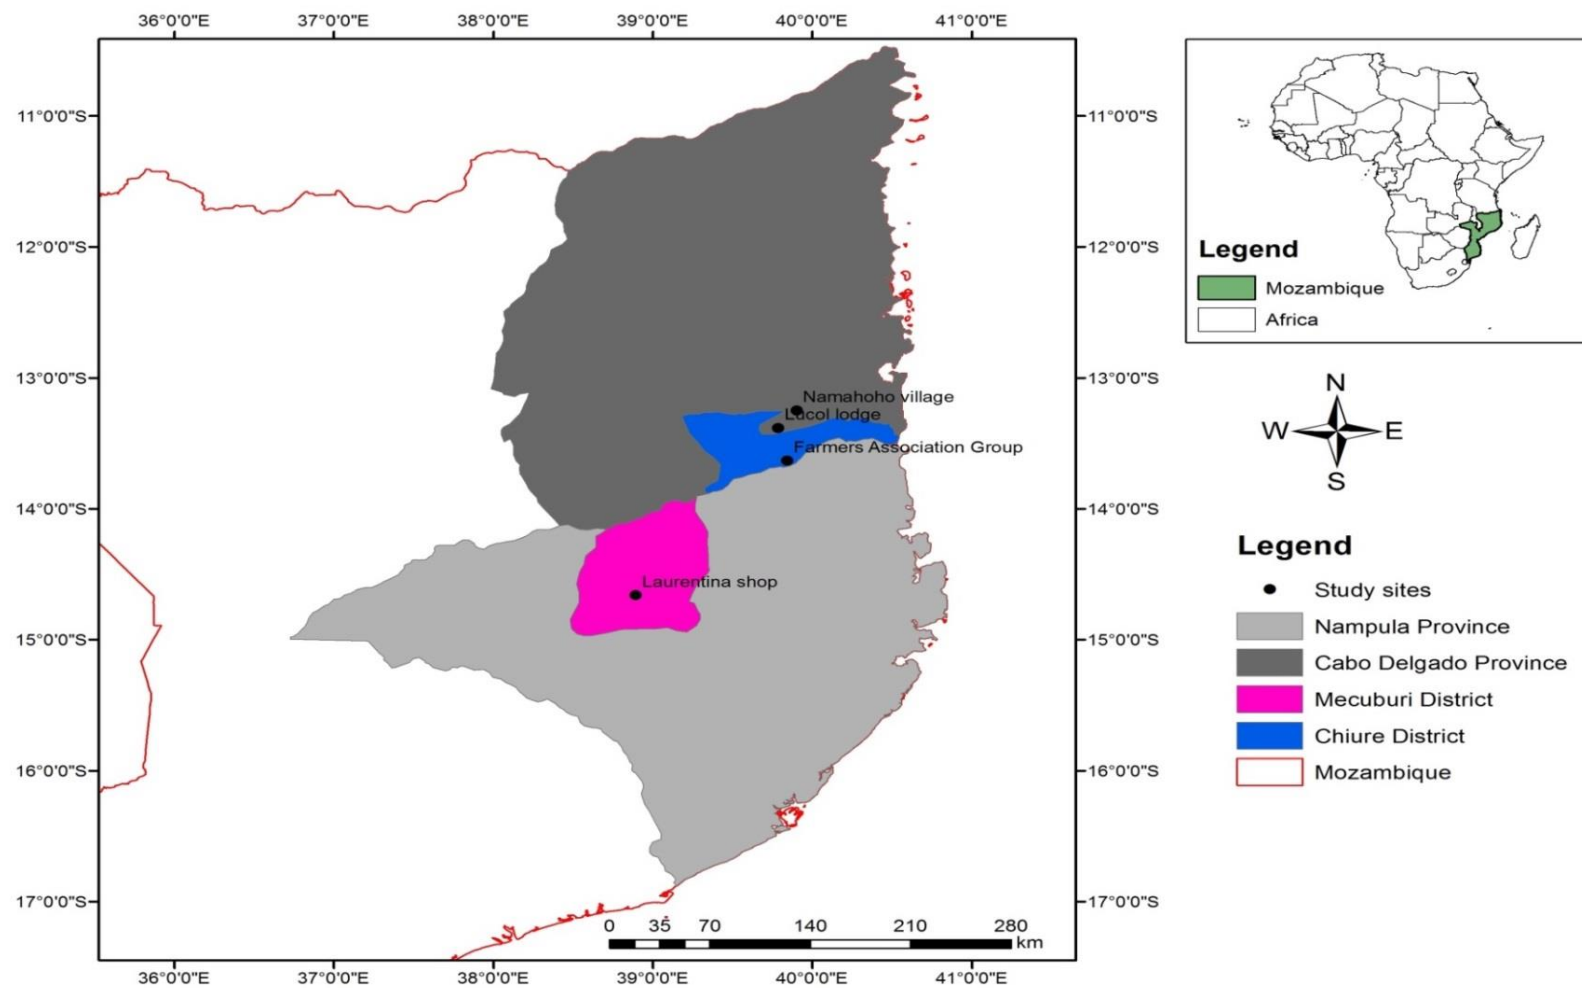 36°0'0"E 37°0'0"E 38°0'0"E 39°0'0"E 40°0'0"E 41°0'0"E
11°0'0"S 11°0'0"S
12°0'0"S 12°0'0"S
Legend
Mozambique
Africa
13°0'0"S 13°0'0"S
Namahoho village
Lucol lodge
Farmers Association Group
N
W E
S
14°0'0"S 14°0'0"S
Laurentina shop
15°0'0"S 15°0'0"S
16°0'0"S 16°0'0"S
17°0'0"S 17°0'0"S
Legend
Study sites
Nampula Province
Cabo Delgado Province
Mecuburi District
Chiure District
Mozambique
0 35 70 140 210 280
km
36°0'0"E 37°0'0"E 38°0'0"E 39°0'0"E 40°0'0"E 41°0'0"E